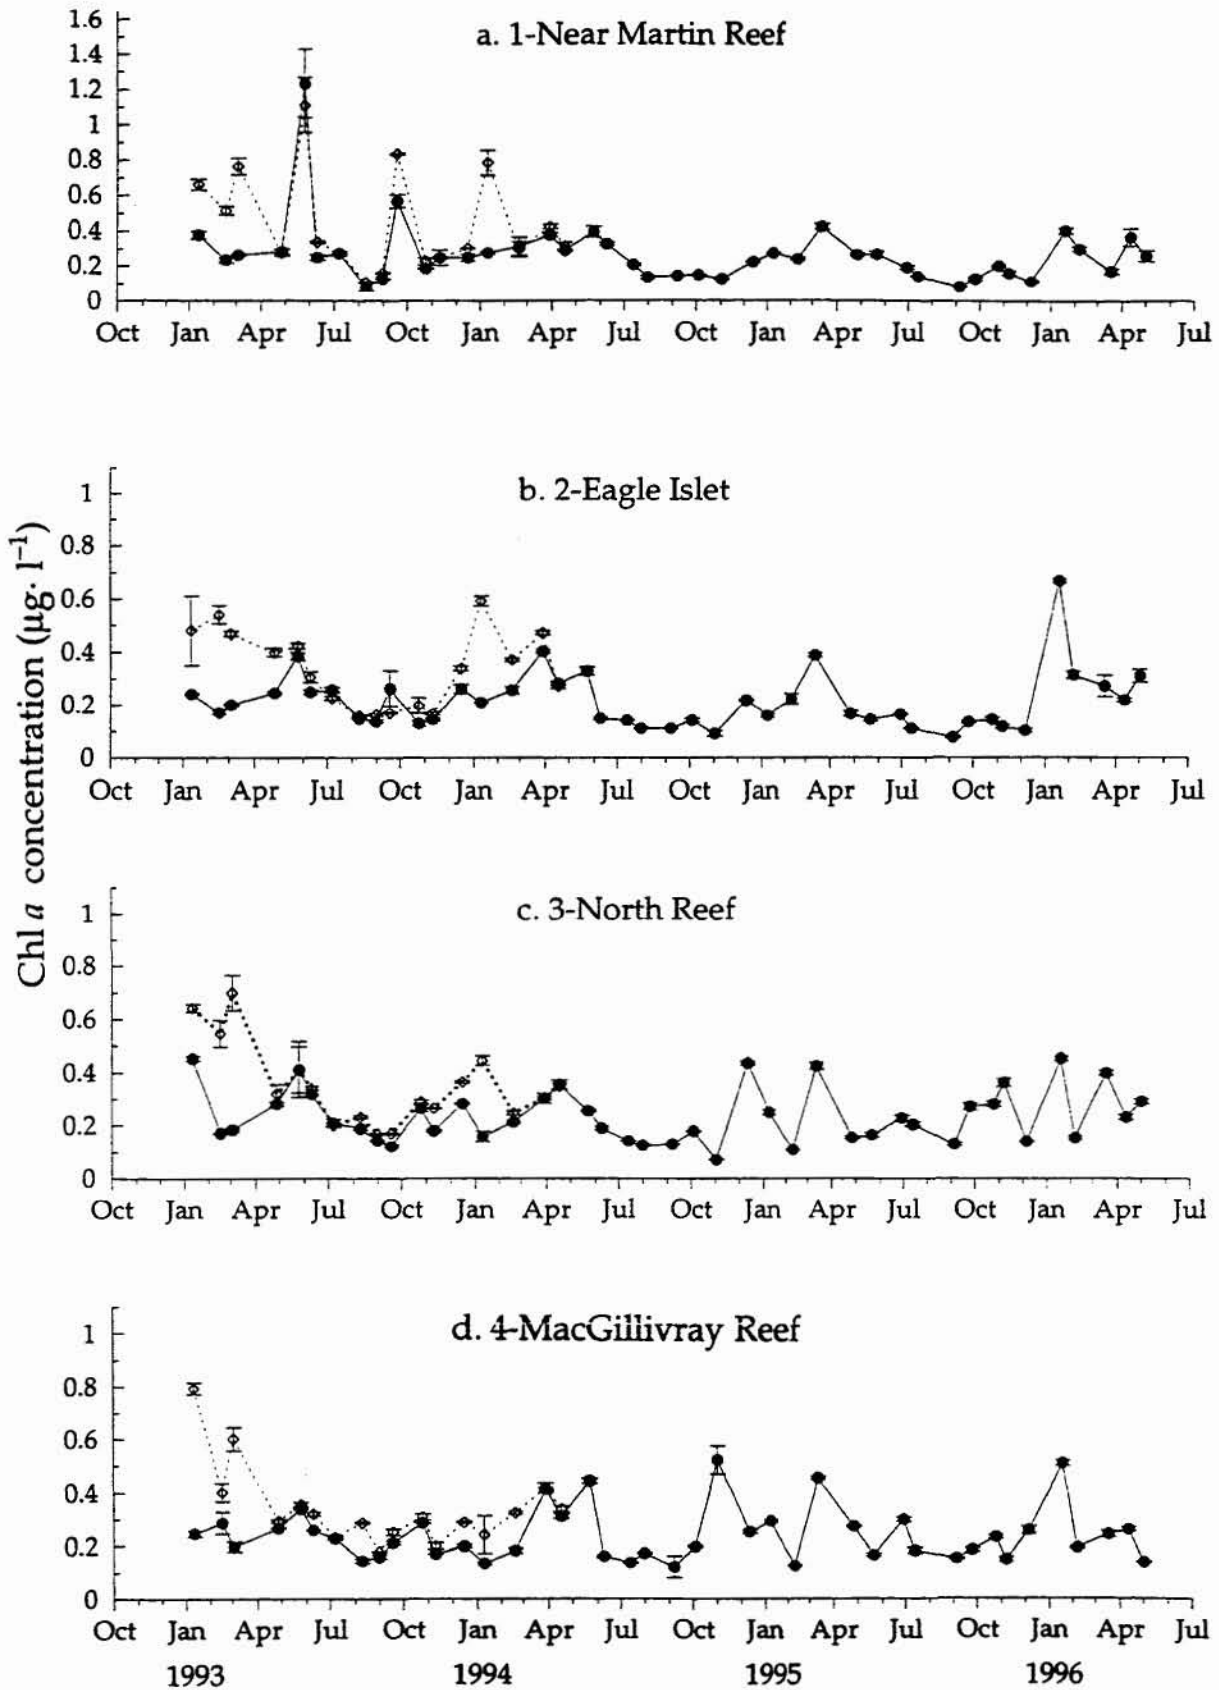 a. 1-Near Martin Reef
1.6
1.4
1.2
1
0.8
0.6
0.4
0.2
0
Oct Jan Apr Jul Oct Jan Apr Jul Oct Jan Apr Jul Oct Jan Apr Jul
b. 2-Eagle Islet
1
0.8
0.6
0.4
0.2
0
Oct Jan Apr Jul Oct Jan Apr Jul Oct Jan Apr Jul Oct Jan Apr Jul
Chl a concentration (µg· l⁻¹)
c. 3-North Reef
1
0.8
0.6
0.4
0.2
0
Oct Jan Apr Jul Oct Jan Apr Jul Oct Jan Apr Jul Oct Jan Apr Jul
d. 4-MacGillivray Reef
1
0.8
0.6
0.4
0.2
0
Oct Jan Apr Jul Oct Jan Apr Jul Oct Jan Apr Jul Oct Jan Apr Jul
1993 1994 1995 1996